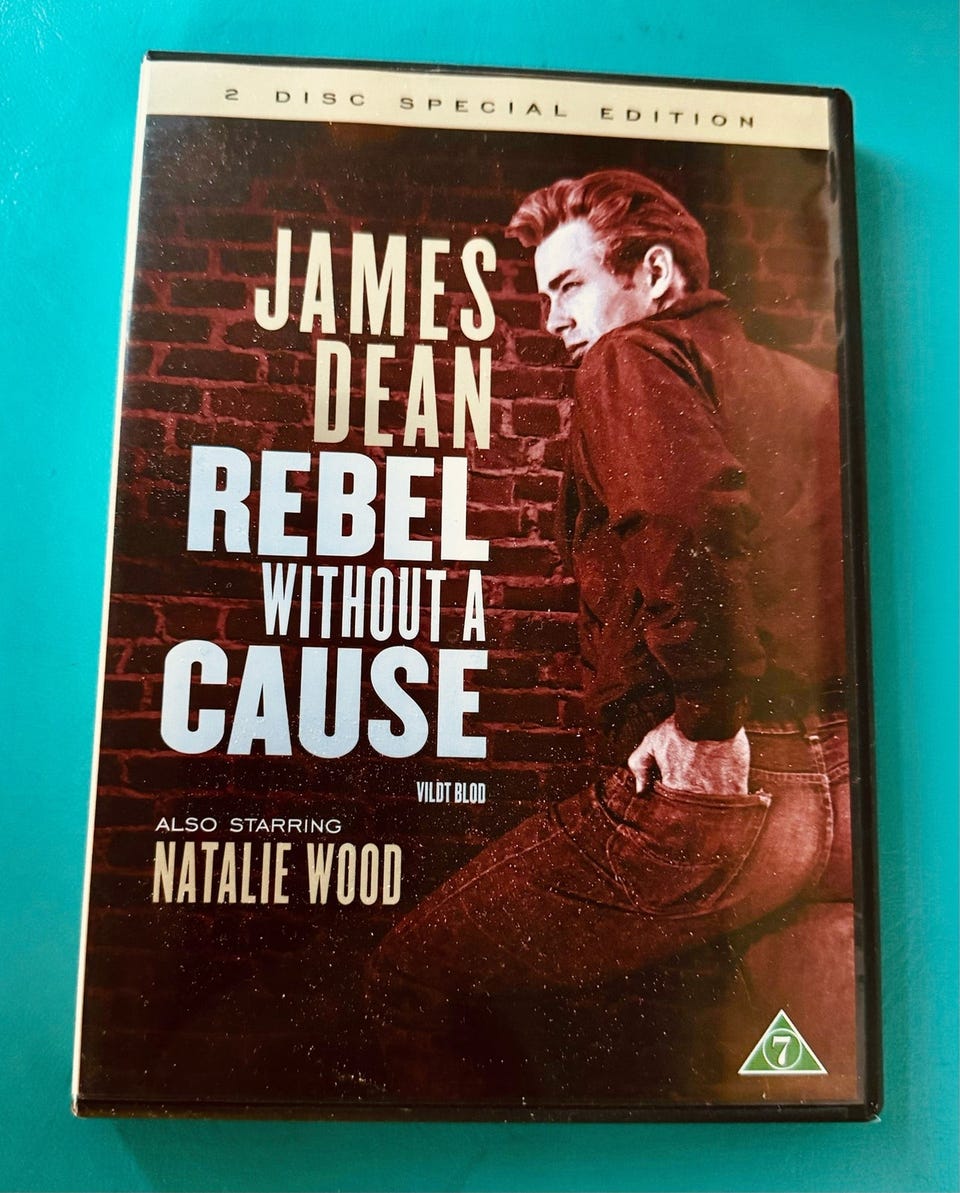 2 DISC SPECIAL EDITION
JAMES
DEAN
REBEL
WITHOUT A
CAUSE
VILDT BLOD
ALSO STARRING
NATALIE WOOD
7